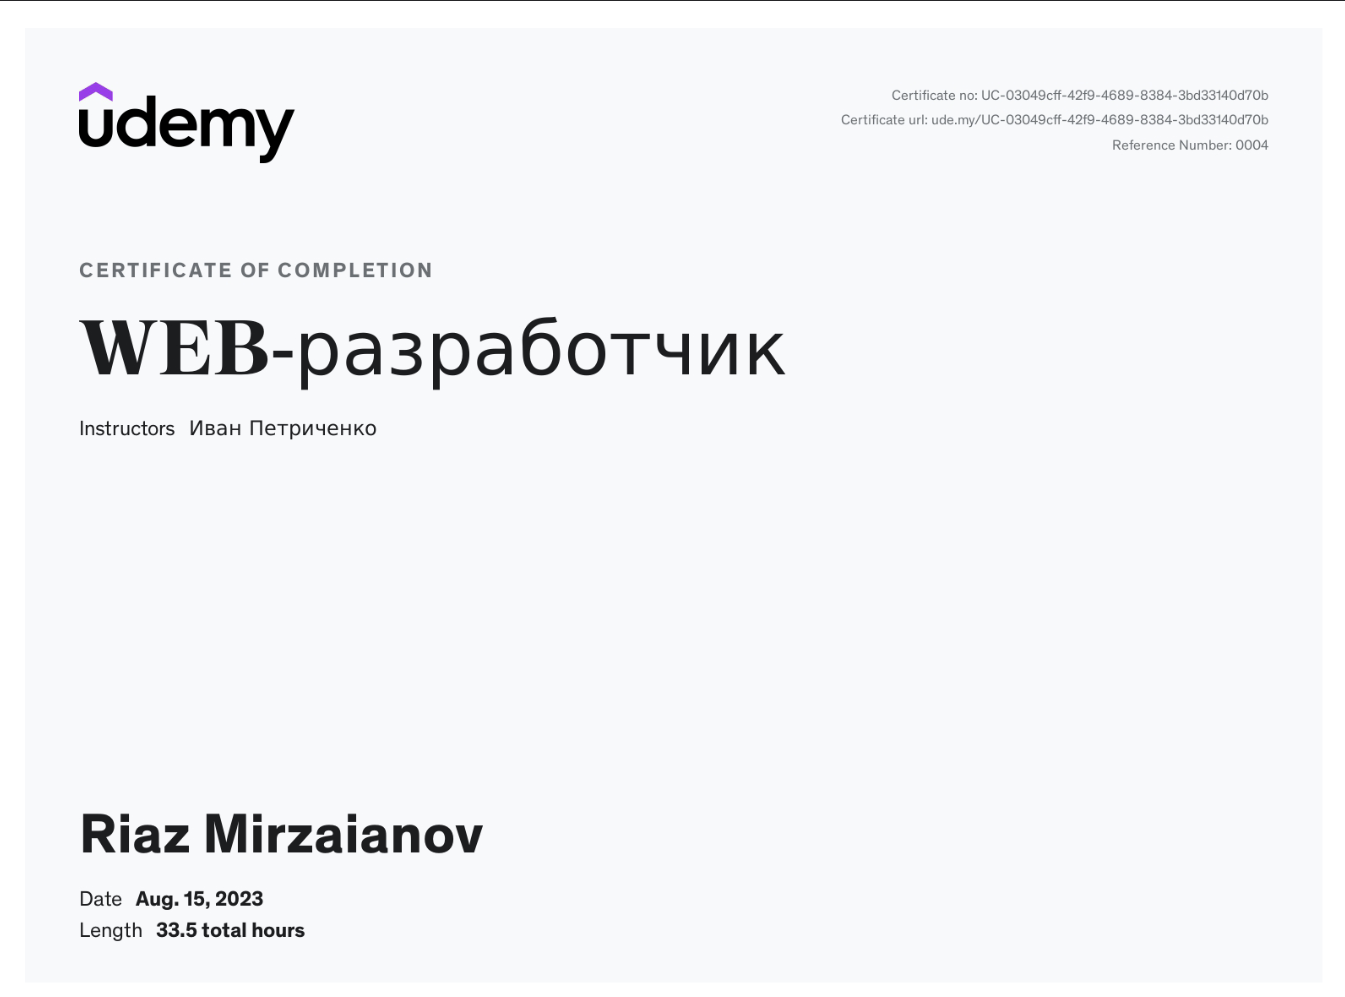 udemy
Certificate no: UC-03049cff-42f9-4689-8384-3bd33140d70b
Certificate url: ude.my/UC-03049cff-42f9-4689-8384-3bd33140d70b
Reference Number: 0004
CERTIFICATE OF COMPLETION
WEB-разработчик
Instructors Иван Петриченко
Riaz Mirzaianov
Date Aug. 15, 2023
Length 33.5 total hours